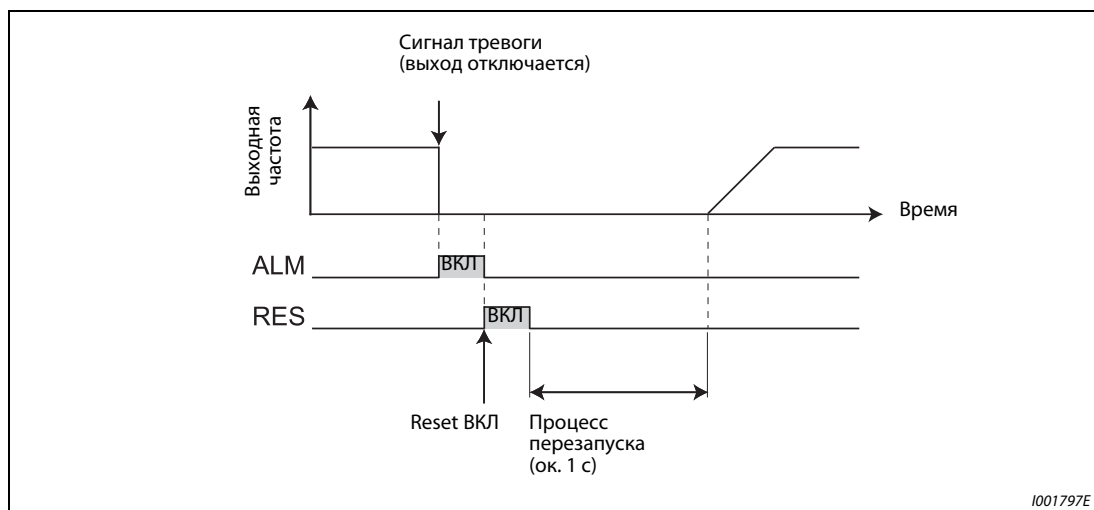 Сигнал тревоги
(выход отключается)
Выходная
частота
Время
ALM
ВКЛ
RES
ВКЛ
Reset ВКЛ
Процесс
перезапуска
(ок. 1 с)
I001797E